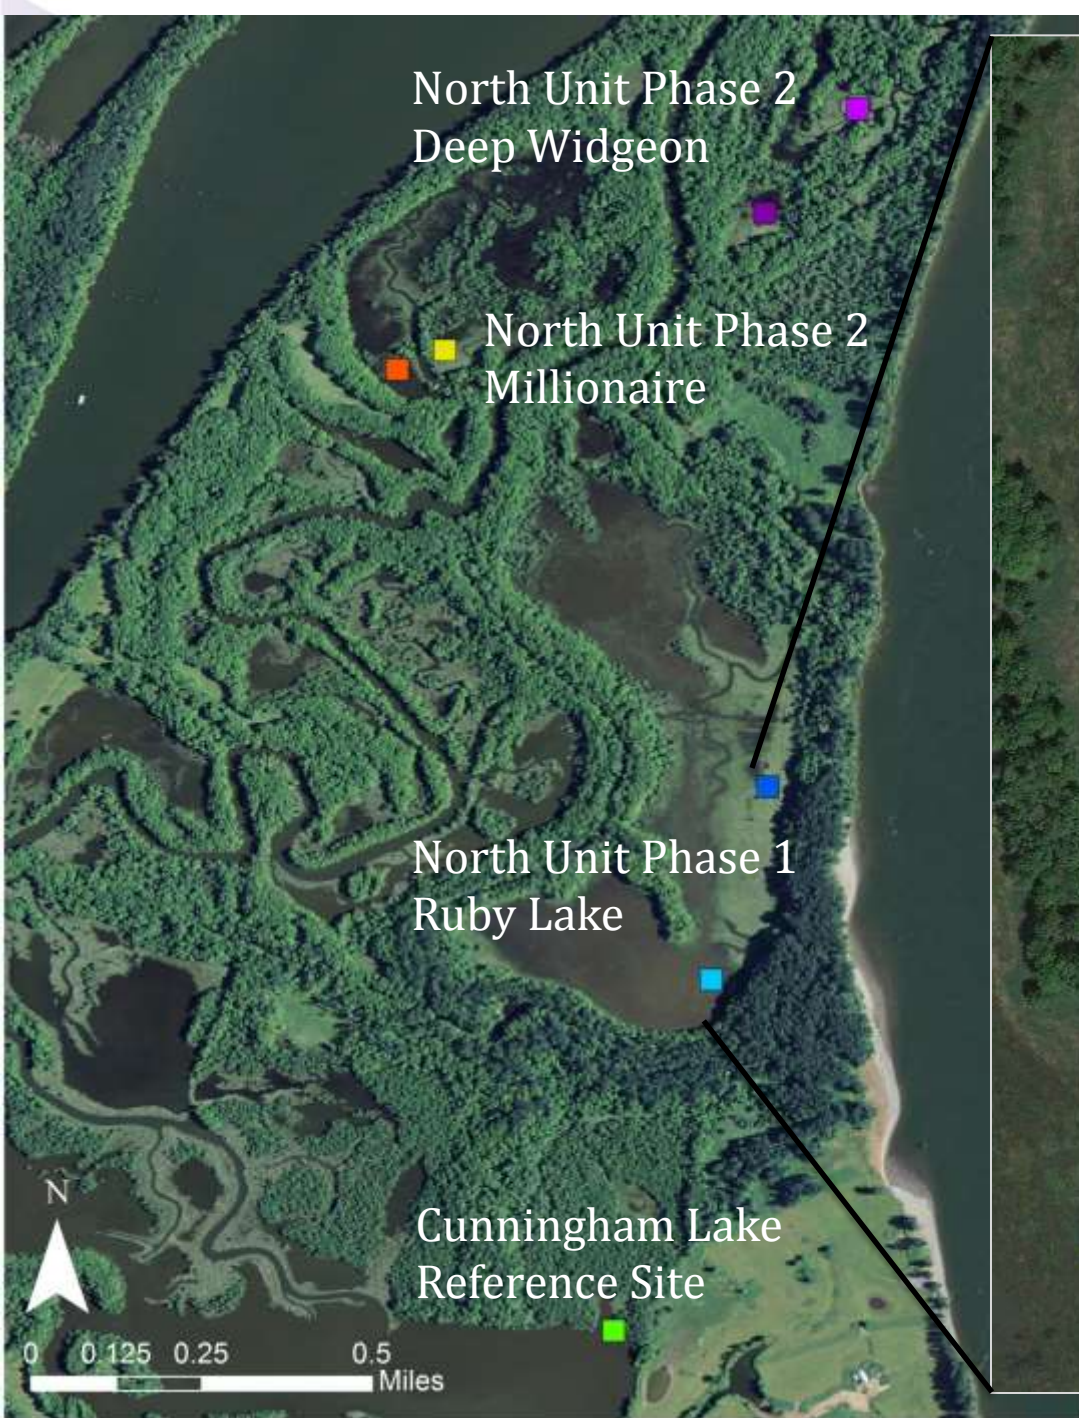 North Unit Phase 2
Deep Widgeon
North Unit Phase 2
Millionaire
North Unit Phase 1
Ruby Lake
Cunningham Lake
Reference Site
N
0 0.125 0.25 0.5
Miles